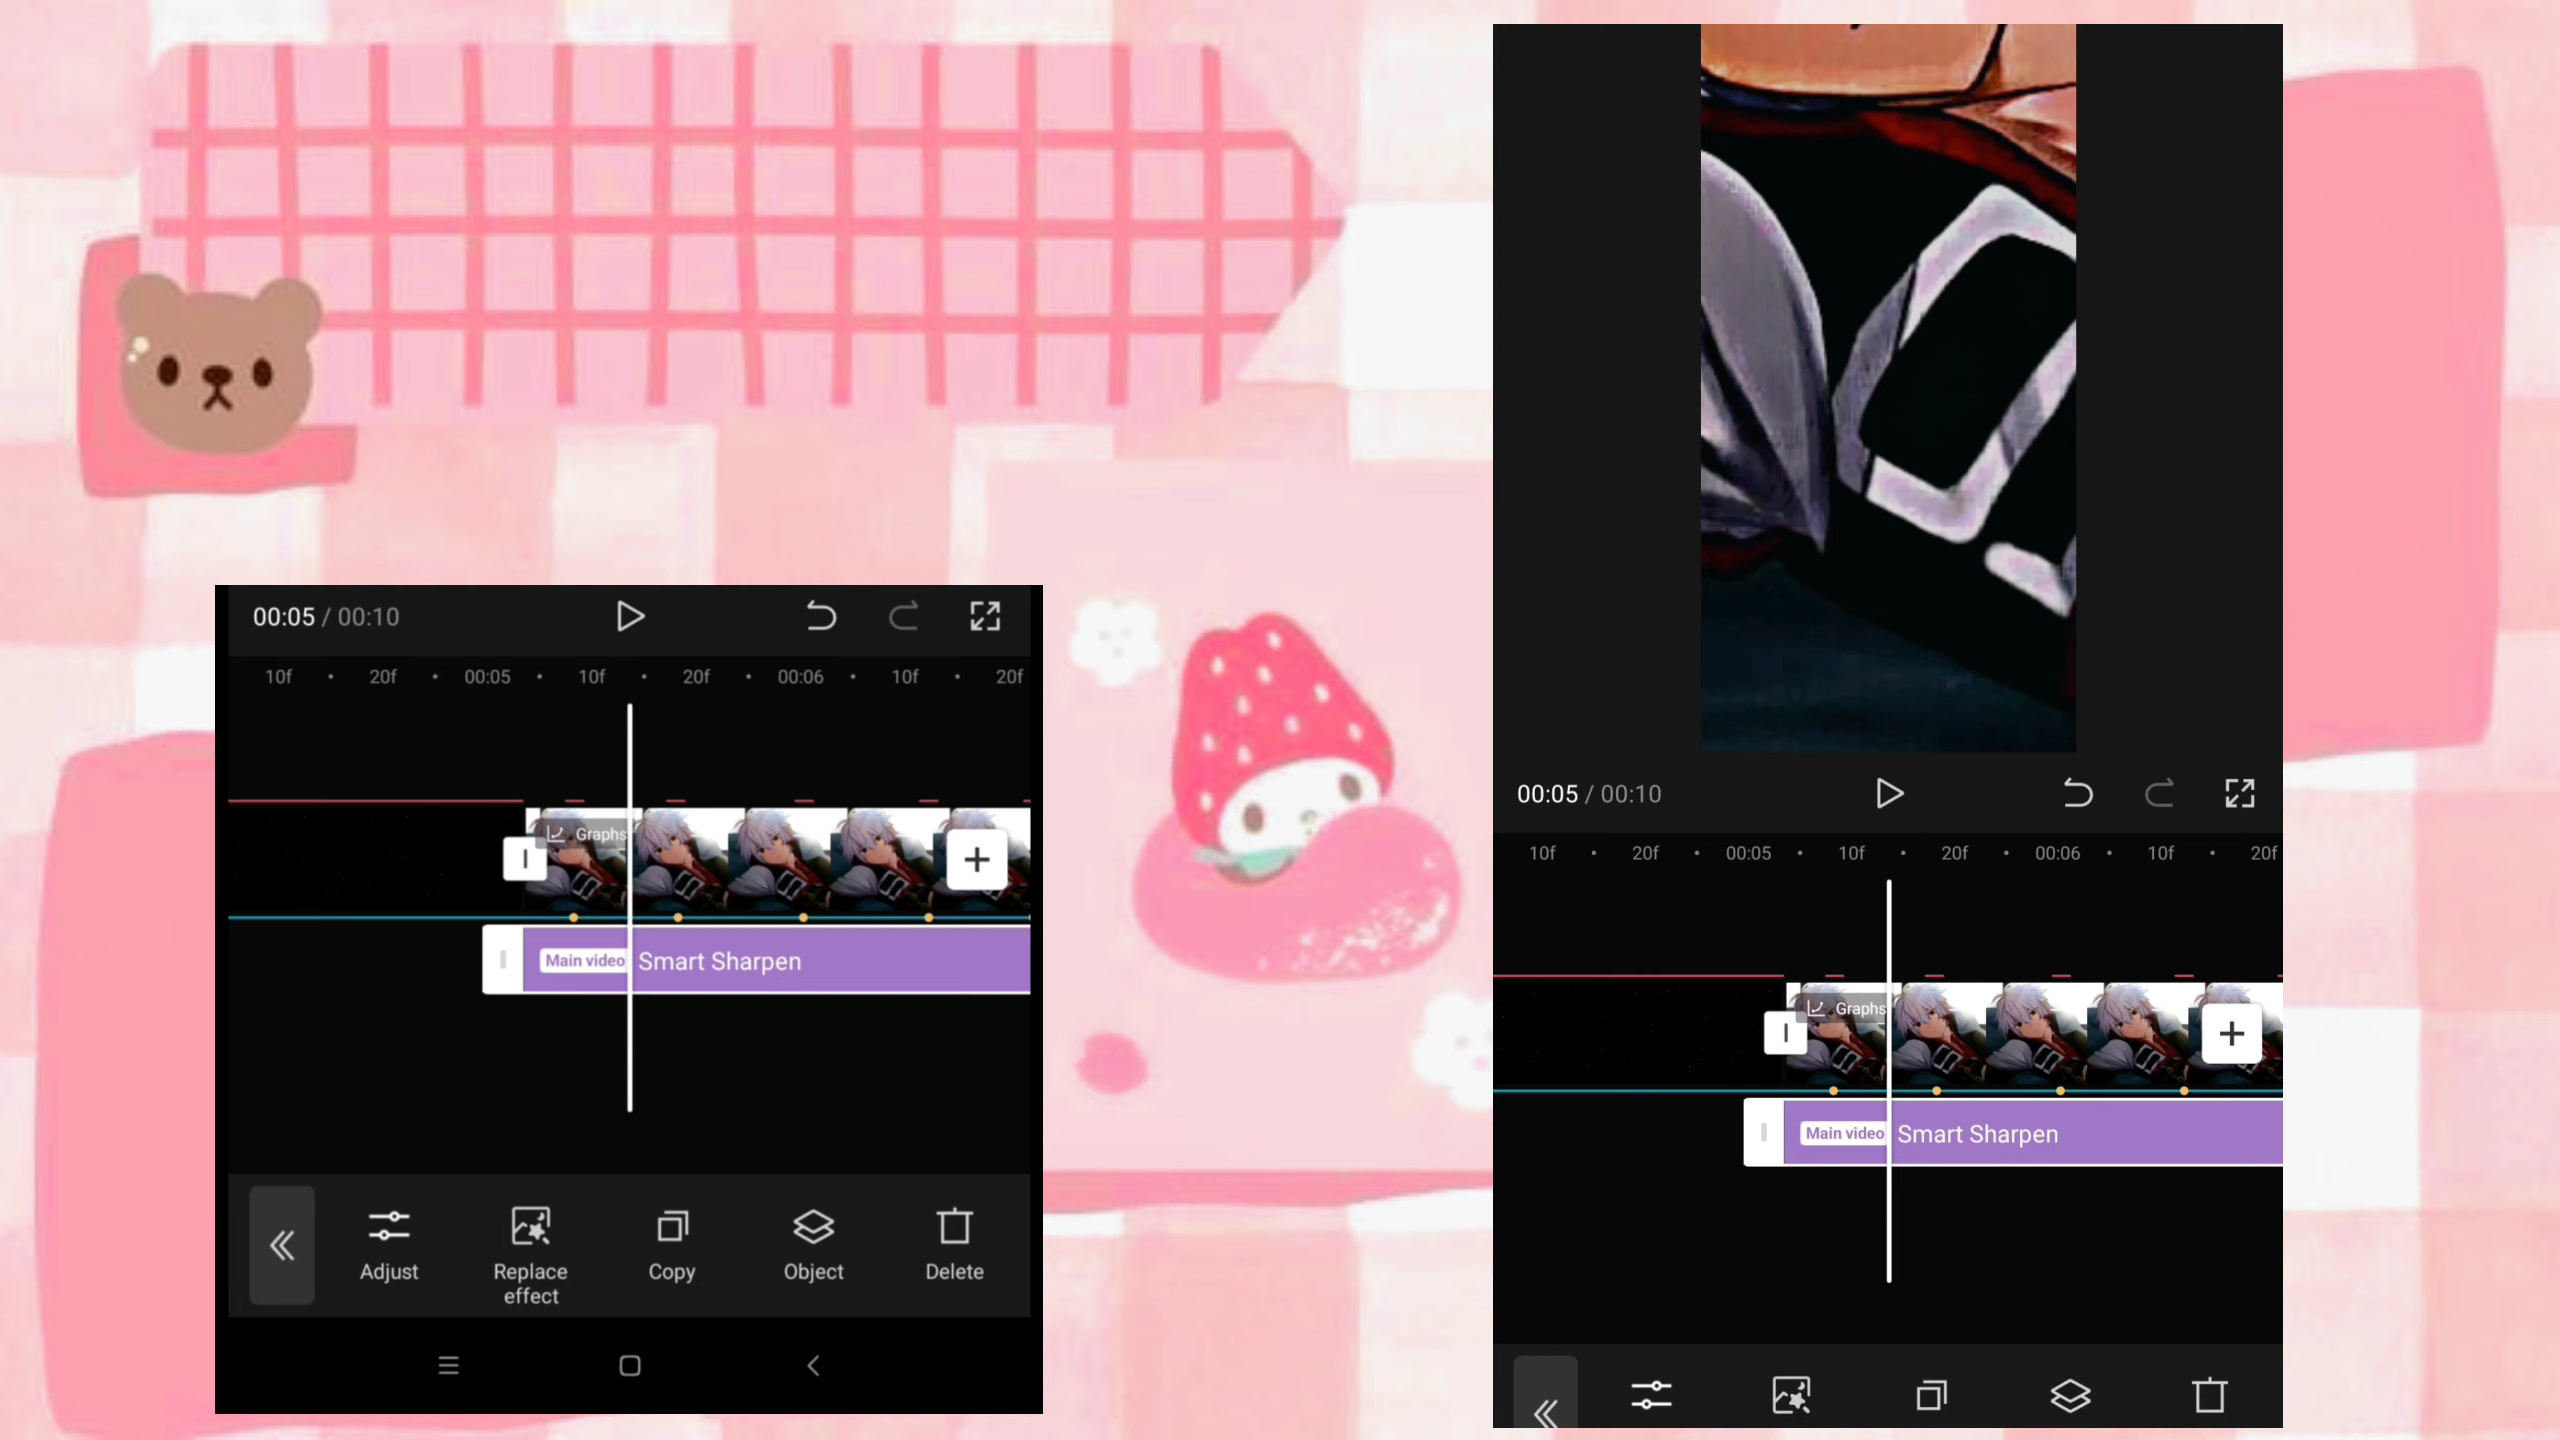 00:05 / 00:10
10f • 20f • 00:05 • 10f • 20f • 00:06 • 10f • 20f
Graphs
Main video Smart Sharpen
Adjust
Replace
effect
Copy
Object
Delete
00:05 / 00:10
10f • 20f • 00:05 • 10f • 20f • 00:06 • 10f • 20f
Graphs
Main video Smart Sharpen